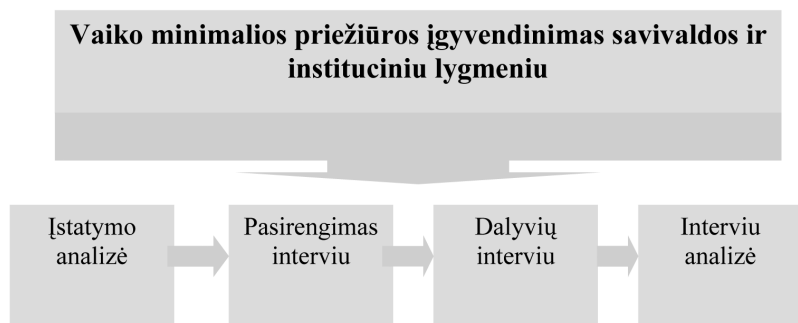 Vaiko minimalios priežiūros įgyvendinimas savivaldos ir
instituciniu lygmeniu
Įstatymo
analizė
Pasirengimas
interviu
Dalyvių
interviu
Interviu
analizė